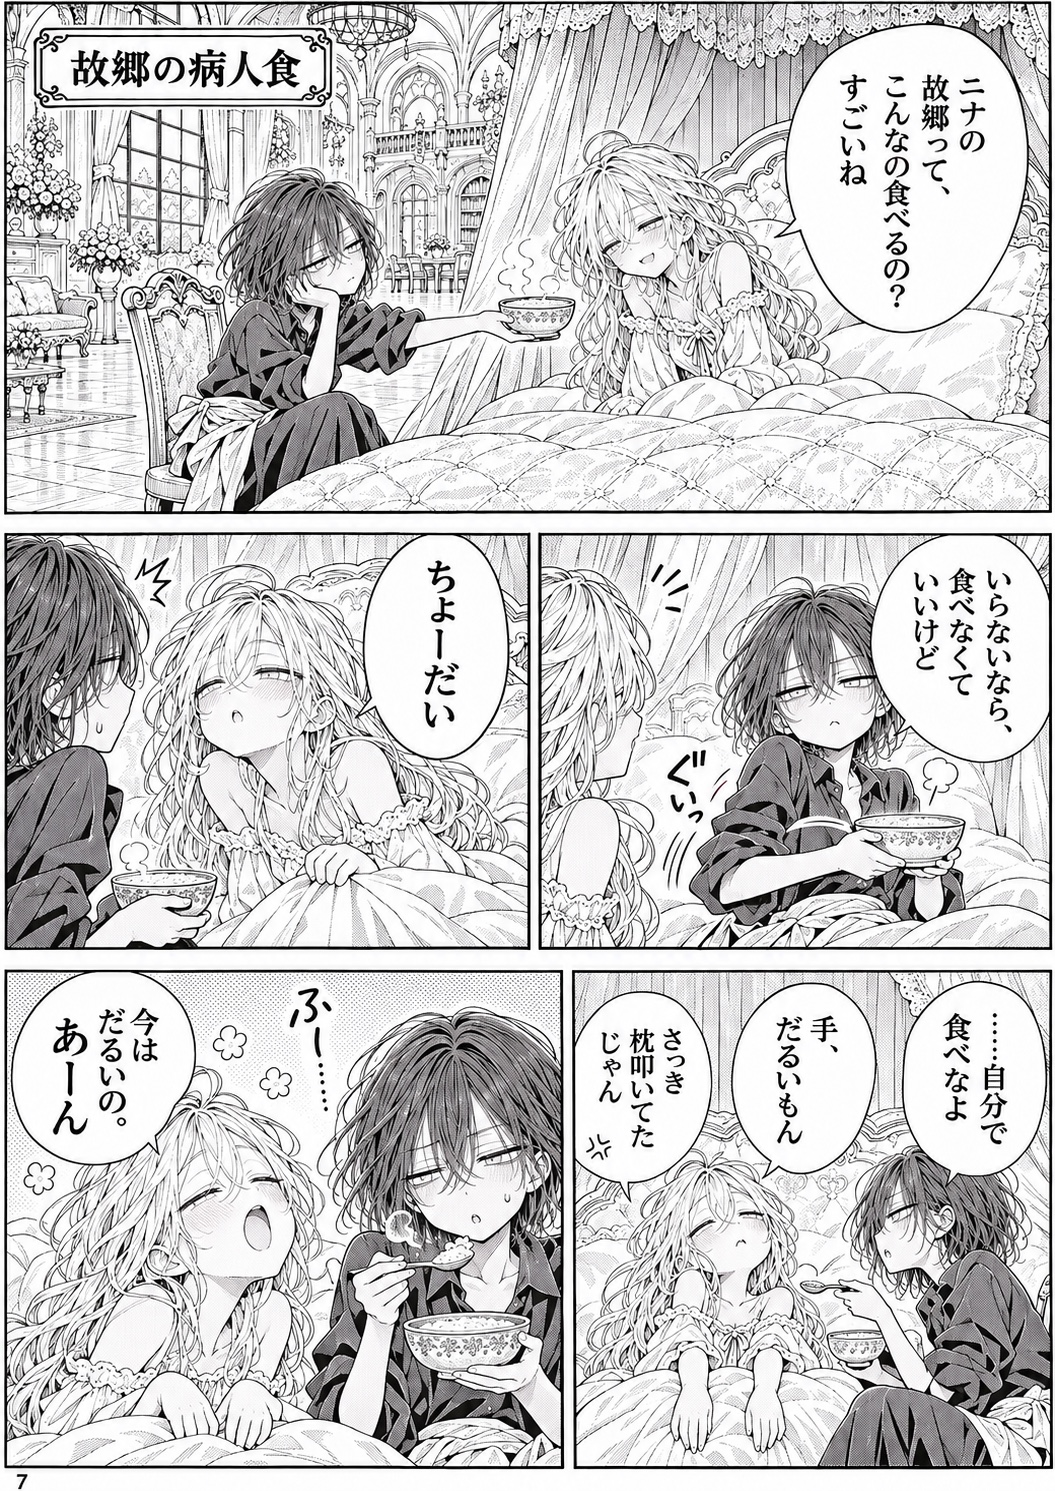 故郷の病人食
ニナの
故郷って、
こんなの食べるの?
すごいね
いらないなら、
食べなくて
いいけど
ぐいっ
ちょーだい
……自分で
食べなよ
手、
だるいもん
さっき
枕叩いてた
じゃん
ふー……
今は
だるいの。
あーん
7